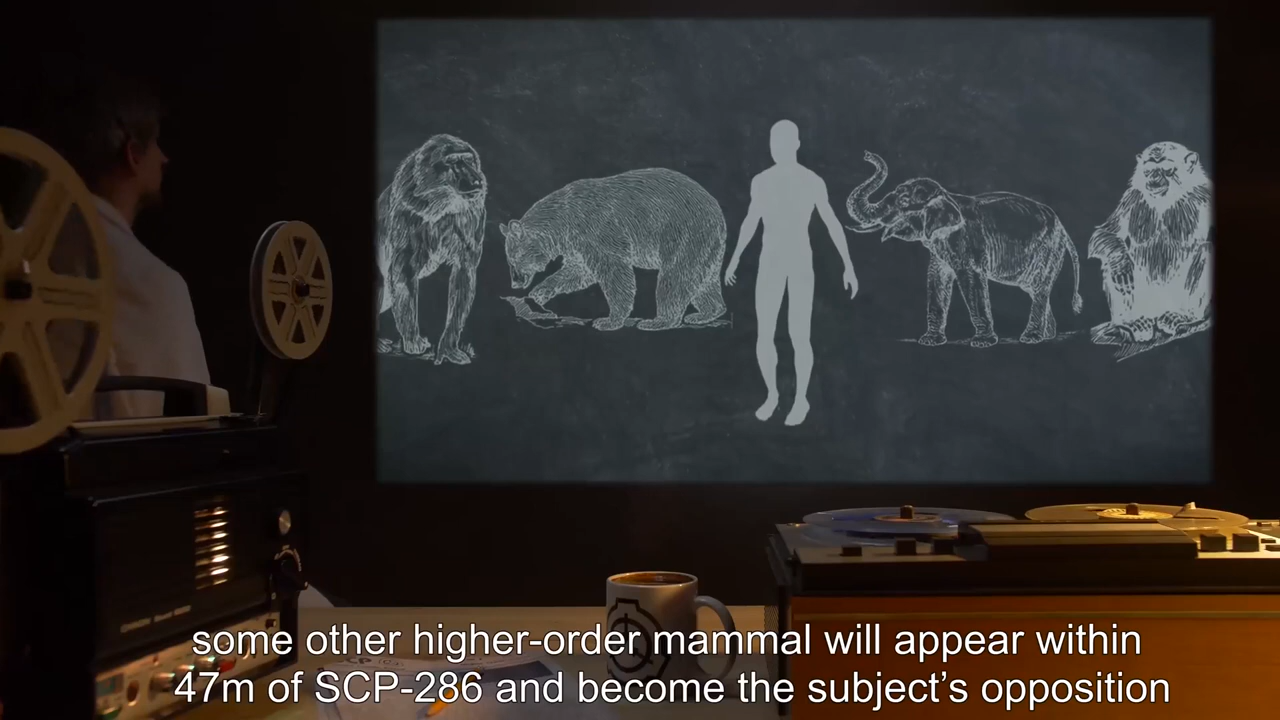 some other higher-order mammal will appear within
47m of SCP-286 and become the subject's opposition